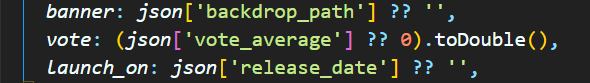 banner: json['backdrop_path'] ?? '',
vote: (json['vote_average'] ?? 0).toDouble(),
launch_on: json['release_date'] ?? '',